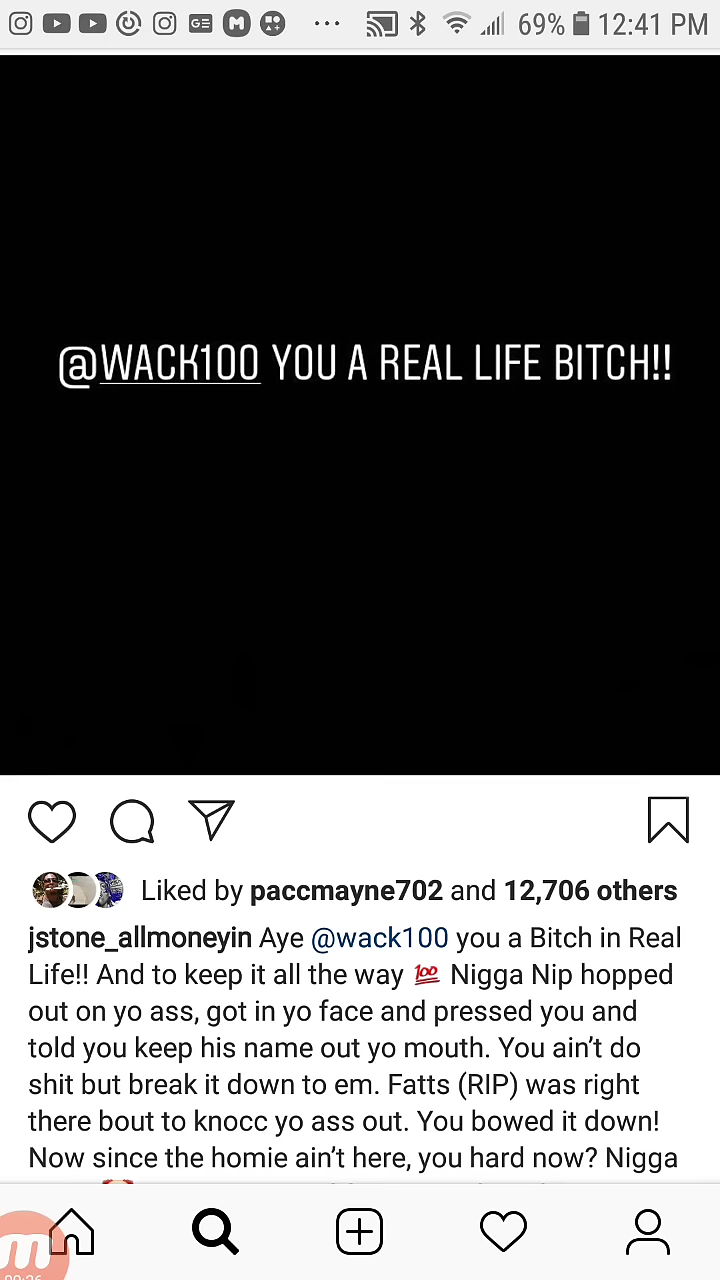 GE
M
69% 12:41 PM
@WACK100 YOU A REAL LIFE BITCH!!
Liked by paccmayne702 and 12,706 others
jstone_allmoneyin Aye @wack100 you a Bitch in Real
Life!! And to keep it all the way 💯 Nigga Nip hopped
out on yo ass, got in yo face and pressed you and
told you keep his name out yo mouth. You ain’t do
shit but break it down to em. Fatts (RIP) was right
there bout to knocc yo ass out. You bowed it down!
Now since the homie ain’t here, you hard now? Nigga
m